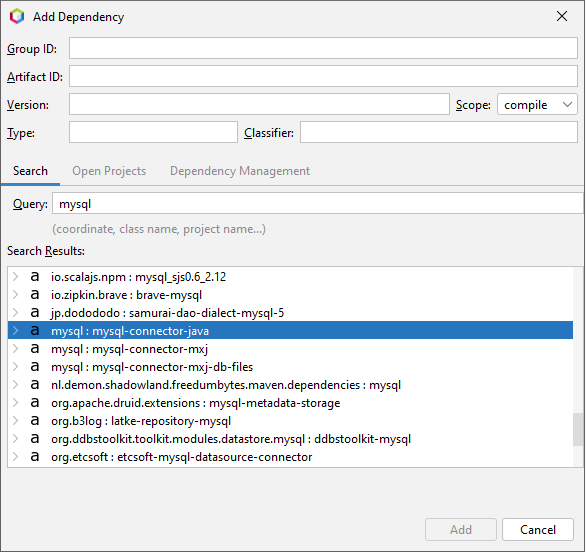 Add Dependency
Group ID:
Artifact ID:
Version:
Scope: compile
Type:
Classifier:
Search Open Projects Dependency Management
Query: mysql
(coordinate, class name, project name...)
Search Results:
a io.scalajs.npm : mysql_sjs0.6_2.12
a io.zipkin.brave : brave-mysql
a jp.dodododo : samurai-dao-dialect-mysql-5
a mysql : mysql-connector-java
a mysql : mysql-connector-mxj
a mysql : mysql-connector-mxj-db-files
a nl.demon.shadowland.freedumbytes.maven.dependencies : mysql
a org.apache.druid.extensions : mysql-metadata-storage
a org.b3log : latke-repository-mysql
a org.ddbstoolkit.toolkit.modules.datastore.mysql : ddbstoolkit-mysql
a org.etcsoft : etcsoft-mysql-datasource-connector
Add Cancel